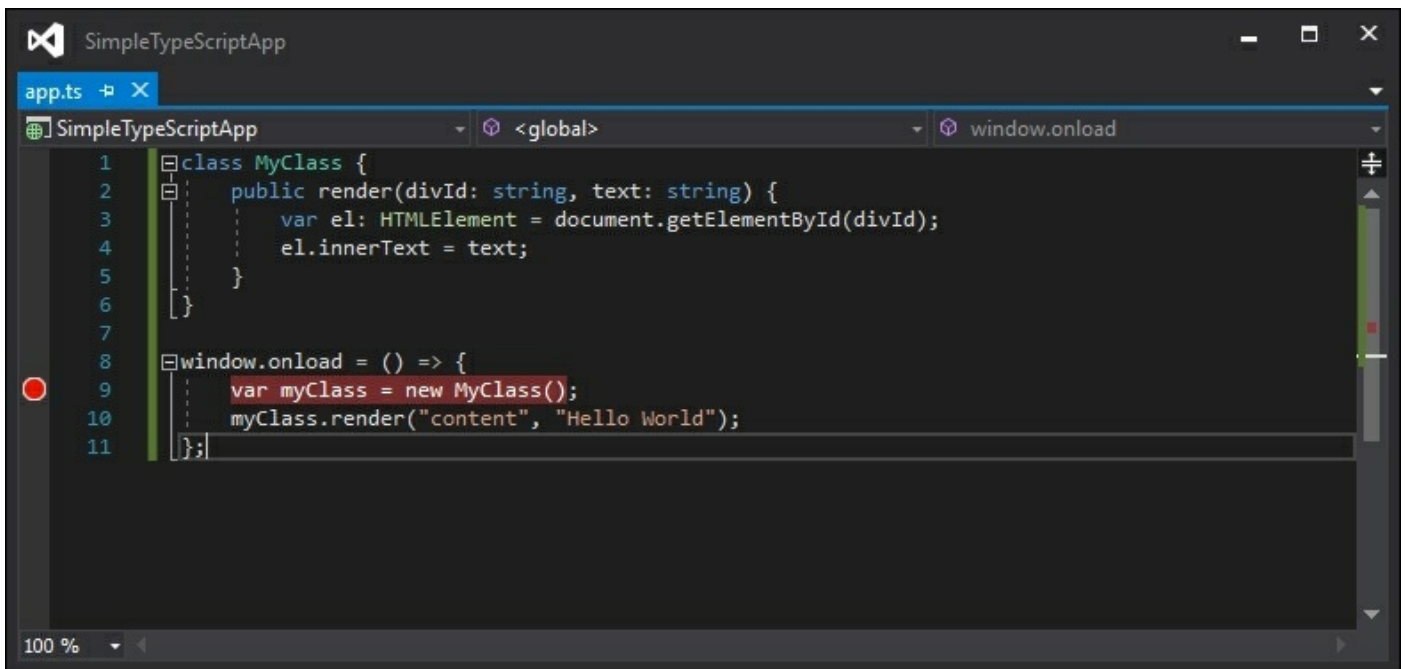 SimpleTypeScriptApp
app.ts
SimpleTypeScriptApp <global> window.onload
1 class MyClass {
2 public render(divId: string, text: string) {
3 var el: HTMLElement = document.getElementById(divId);
4 el.innerText = text;
5 }
6 }
7
8 window.onload = () => {
9 var myClass = new MyClass();
10 myClass.render("content", "Hello World");
11 };
100 %